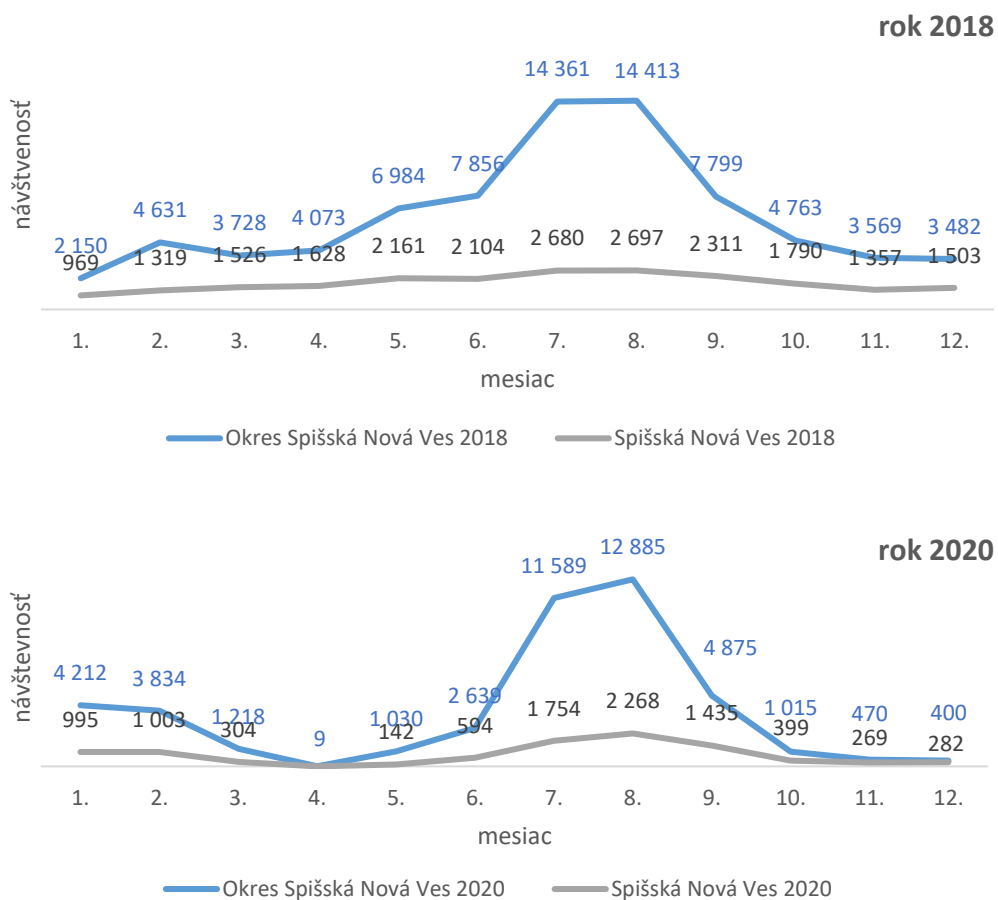 rok 2018
návštvenosť
14 361 14 413
7 856 7 799
6 984
4 631 4 073 4 763
3 728 3 569 3 482
2 150
969 1 319 1 526 1 628 2 161 2 104 2 680 2 697 2 311 1 790 1 357 1 503
1. 2. 3. 4. 5. 6. 7. 8. 9. 10. 11. 12.
mesiac
Okres Spišská Nová Ves 2018 Spišská Nová Ves 2018
rok 2020
návštevnosť
12 885
11 589
4 212 3 834 4 875
2 639
1 218 9 1 030 1 015 470 400
995 1 003 304 142 594 1 754 2 268 1 435 399 269 282
1. 2. 3. 4. 5. 6. 7. 8. 9. 10. 11. 12.
mesiac
Okres Spišská Nová Ves 2020 Spišská Nová Ves 2020